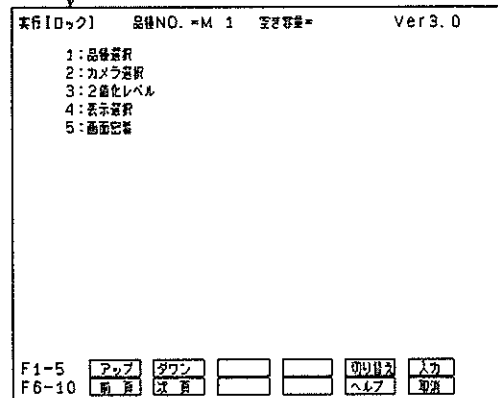 実行[ロック] 品種NO. =M 1 空き容量= Ver3.0
1:品種選択
2:カメラ選択
3:2値化レベル
4:表示選択
5:画面
F1-5 アップ ダウン 切り替え 入力
F6-10 前 頁 次 頁 ヘルプ 取消